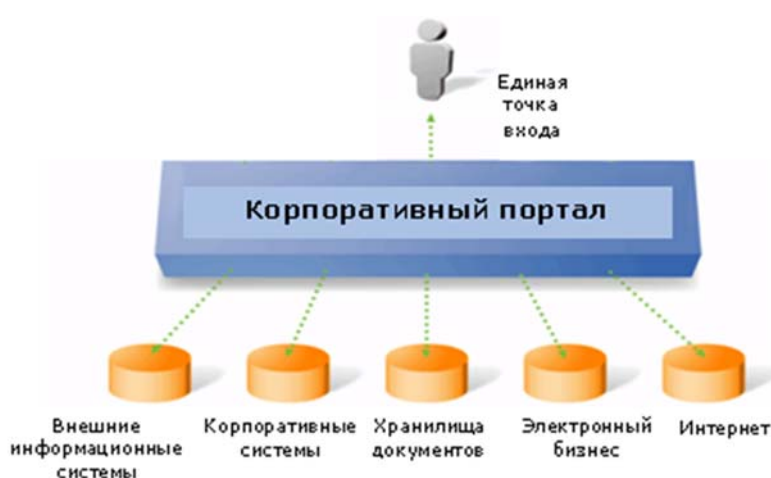 Единая
точка
входа
Корпоративный портал
Внешние
информационные
системы
Корпоративные
системы
Хранилища
документов
Электронный
бизнес
Интернет